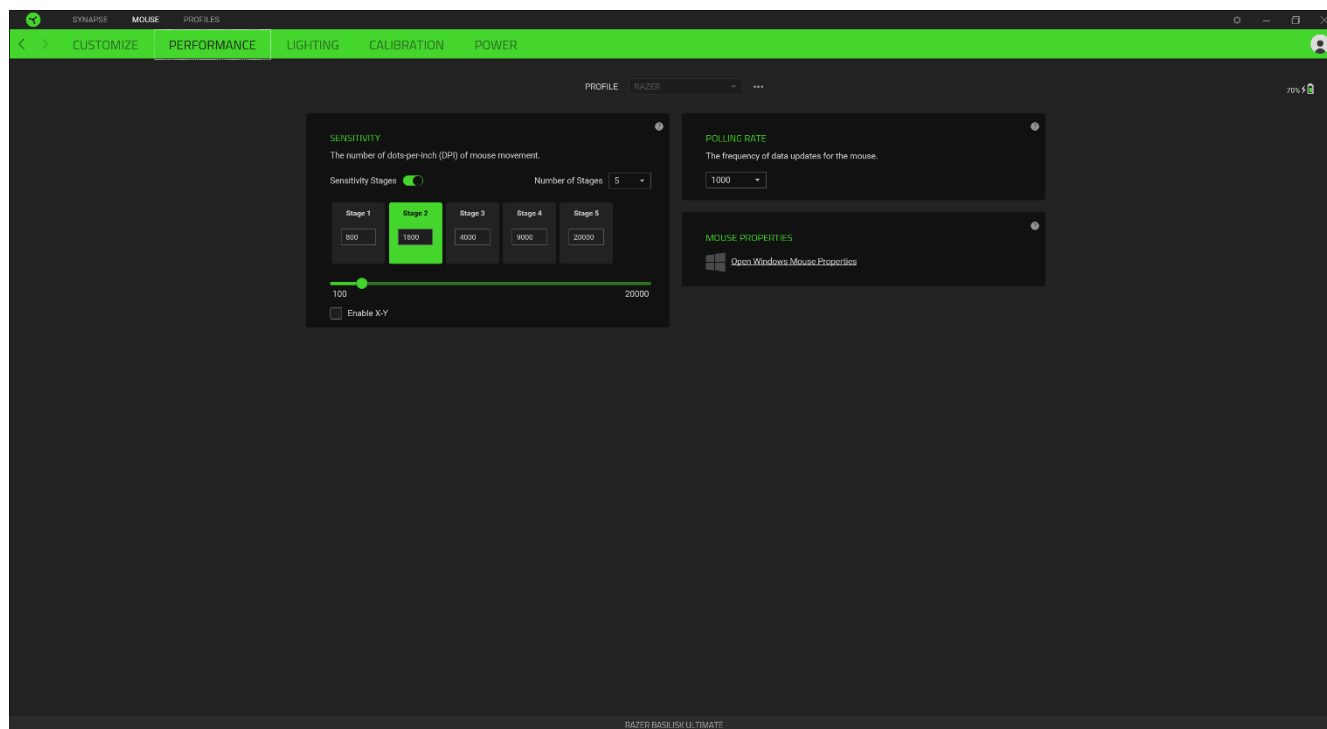 SYNAPSE MOUSE PROFILES
CUSTOMIZE PERFORMANCE LIGHTING CALIBRATION POWER
PROFILE RAZER
70%
SENSITIVITY
The number of dots-per-inch (DPI) of mouse movement.
Sensitivity Stages Number of Stages 5
Stage 1 Stage 2 Stage 3 Stage 4 Stage 5
800 1800 4000 9000 20000
100 20000
Enable X-Y
POLLING RATE
The frequency of data updates for the mouse.
1000
MOUSE PROPERTIES
Open Windows Mouse Properties
RAZER BASILISK ULTIMATE